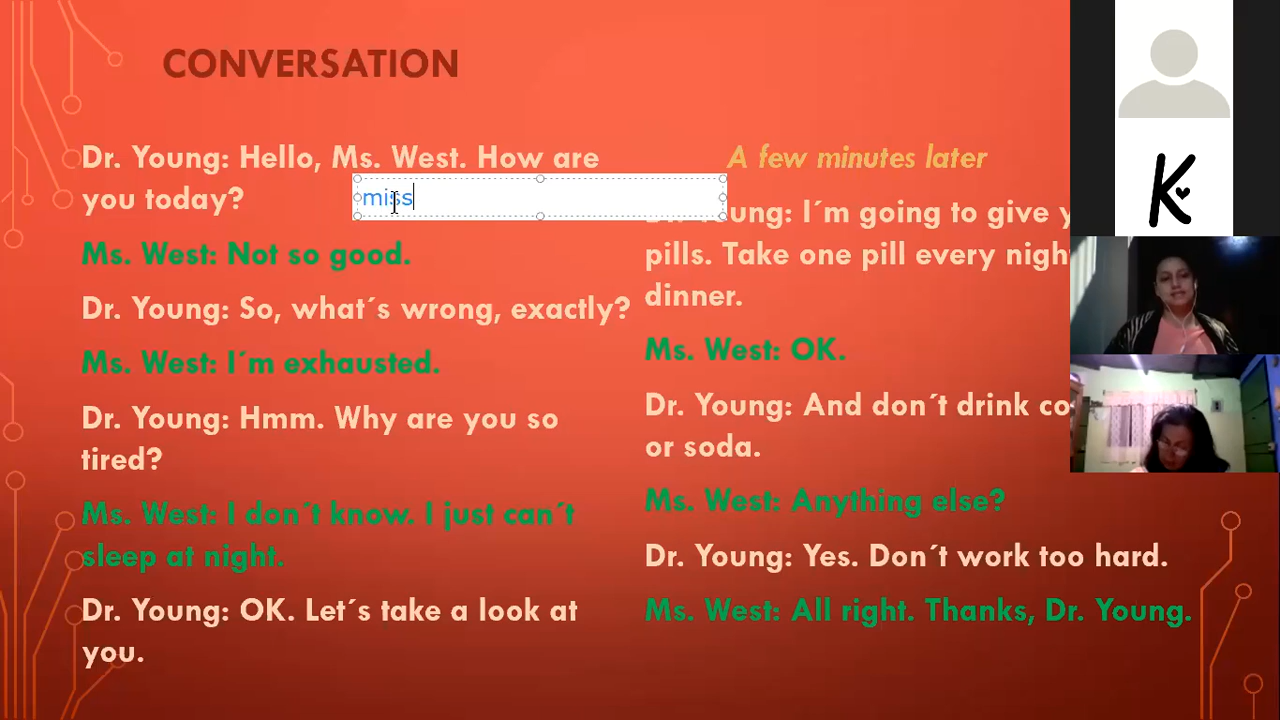 CONVERSATION
Dr. Young: Hello, Ms. West. How are
you today?
miss
Ms. West: Not so good.
Dr. Young: So, what´s wrong, exactly?
Ms. West: I´m exhausted.
Dr. Young: Hmm. Why are you so
tired?
Ms. West: I don´t know. I just can´t
sleep at night.
Dr. Young: OK. Let´s take a look at
you.
A few minutes later
I´m going to give
pills. Take one pill every
dinner.
Ms. West: OK.
Dr. Young: And don´t drink
or soda.
Ms. West: Anything else?
Dr. Young: Yes. Don´t work too hard.
Ms. West: All right. Thanks, Dr. Young.
K